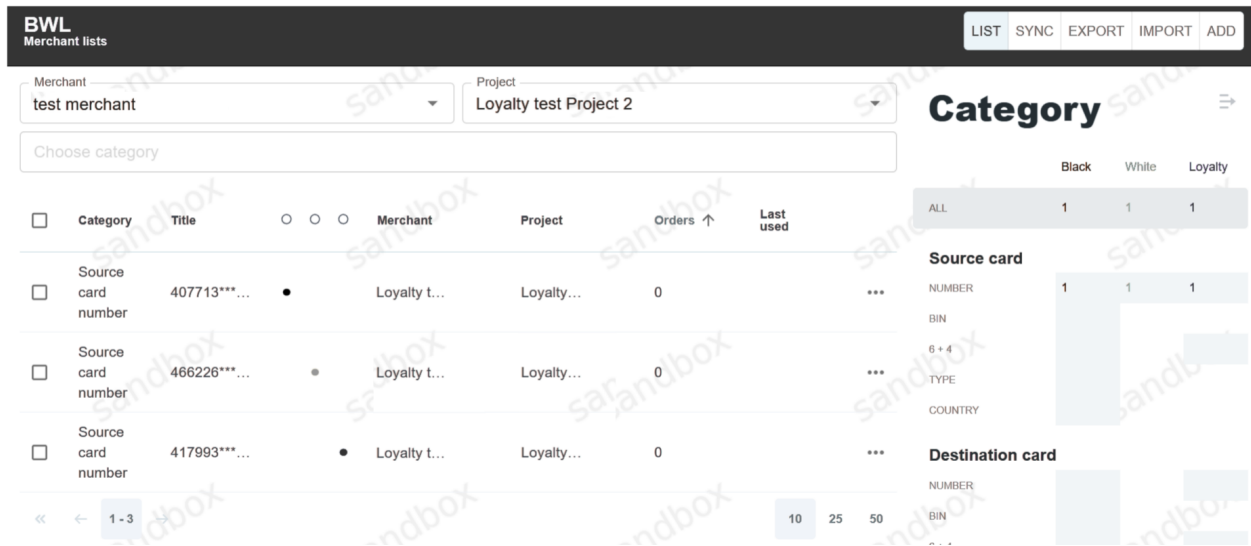 BWL
Merchant lists
LIST SYNC EXPORT IMPORT ADD
Merchant
test merchant
Project
Loyalty test Project 2
Choose category
Category Title Merchant Project Orders ↑ Last used
Source card number 407713***... Loyalty t... Loyalty... 0 •••
Source card number 466226***... Loyalty t... Loyalty... 0 •••
Source card number 417993***... Loyalty t... Loyalty... 0 •••
1 - 3
10 25 50
Category
Black White Loyalty
ALL 1 1 1
Source card
NUMBER 1 1 1
BIN
6 + 4
TYPE
COUNTRY
Destination card
NUMBER
BIN
sandbox